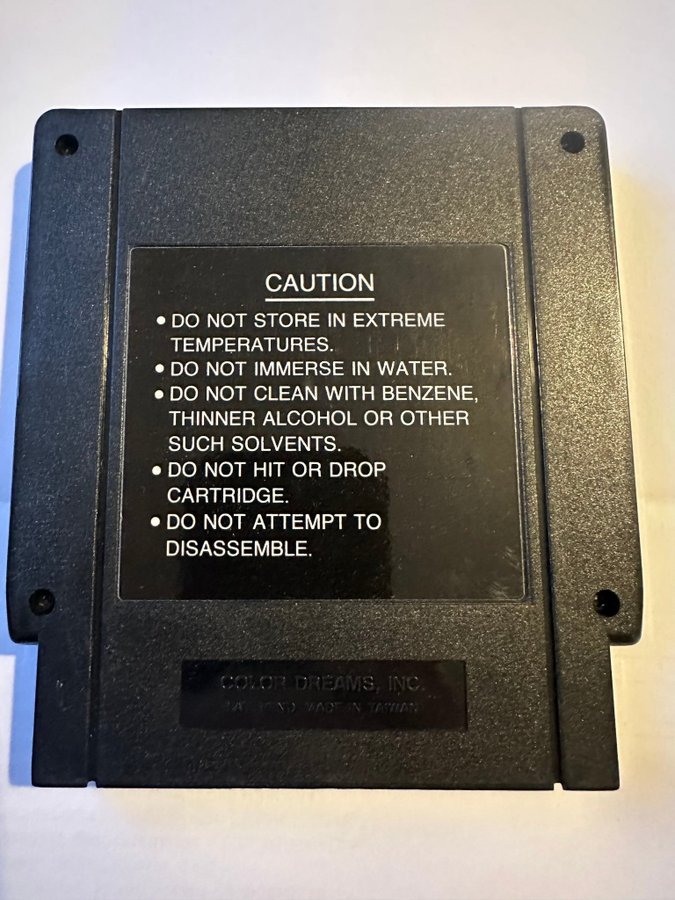 CAUTION
• DO NOT STORE IN EXTREME
TEMPERATURES.
• DO NOT IMMERSE IN WATER.
• DO NOT CLEAN WITH BENZENE,
THINNER ALCOHOL OR OTHER
SUCH SOLVENTS.
• DO NOT HIT OR DROP
CARTRIDGE.
• DO NOT ATTEMPT TO
DISASSEMBLE.
COLOR DREAMS, INC.
MADE IN TAIWAN